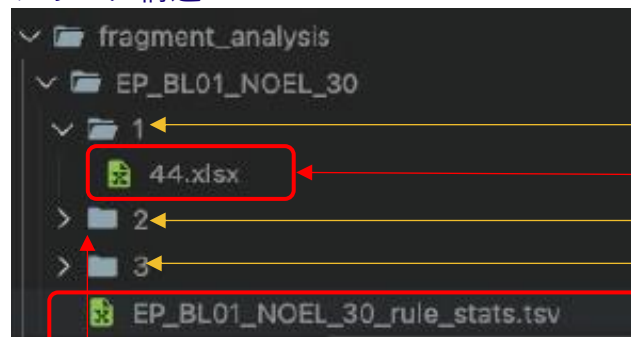 fragment_analysis
EP_BL01_NOEL_30
1
44.xlsx
2
3
EP_BL01_NOEL_30_rule_stats.tsv